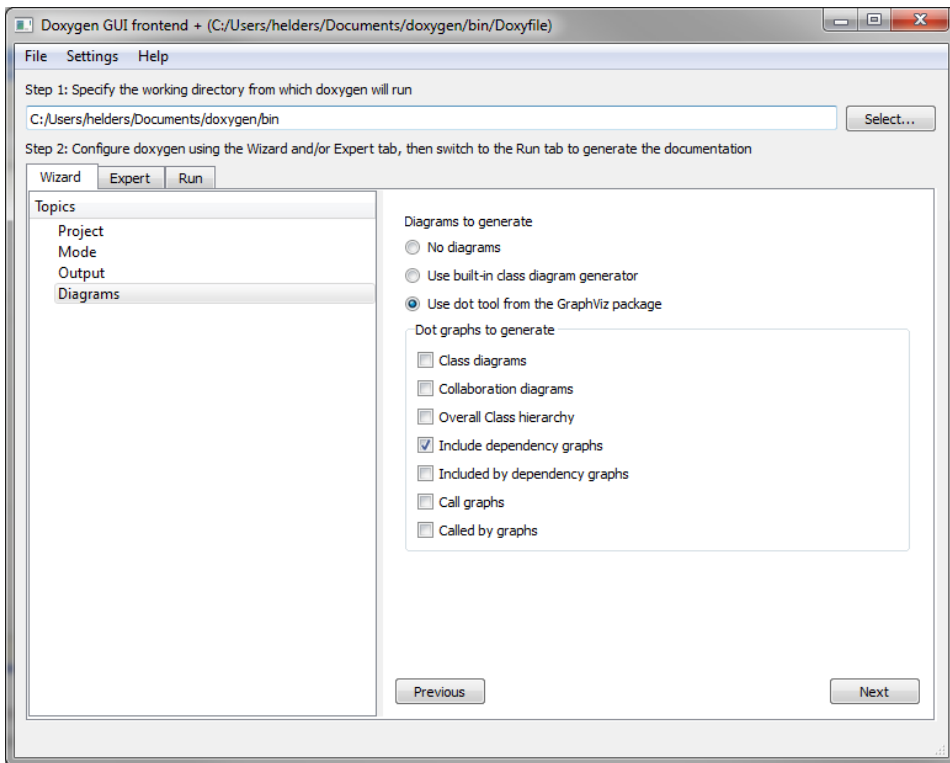 Doxygen GUI frontend + (C:/Users/helders/Documents/doxygen/bin/Doxyfile)
File Settings Help
Step 1: Specify the working directory from which doxygen will run
C:/Users/helders/Documents/doxygen/bin
Select...
Step 2: Configure doxygen using the Wizard and/or Expert tab, then switch to the Run tab to generate the documentation
Wizard Expert Run
Topics
Project
Mode
Output
Diagrams
Diagrams to generate
No diagrams
Use built-in class diagram generator
Use dot tool from the GraphViz package
Dot graphs to generate
Class diagrams
Collaboration diagrams
Overall Class hierarchy
Include dependency graphs
Included by dependency graphs
Call graphs
Called by graphs
Previous Next